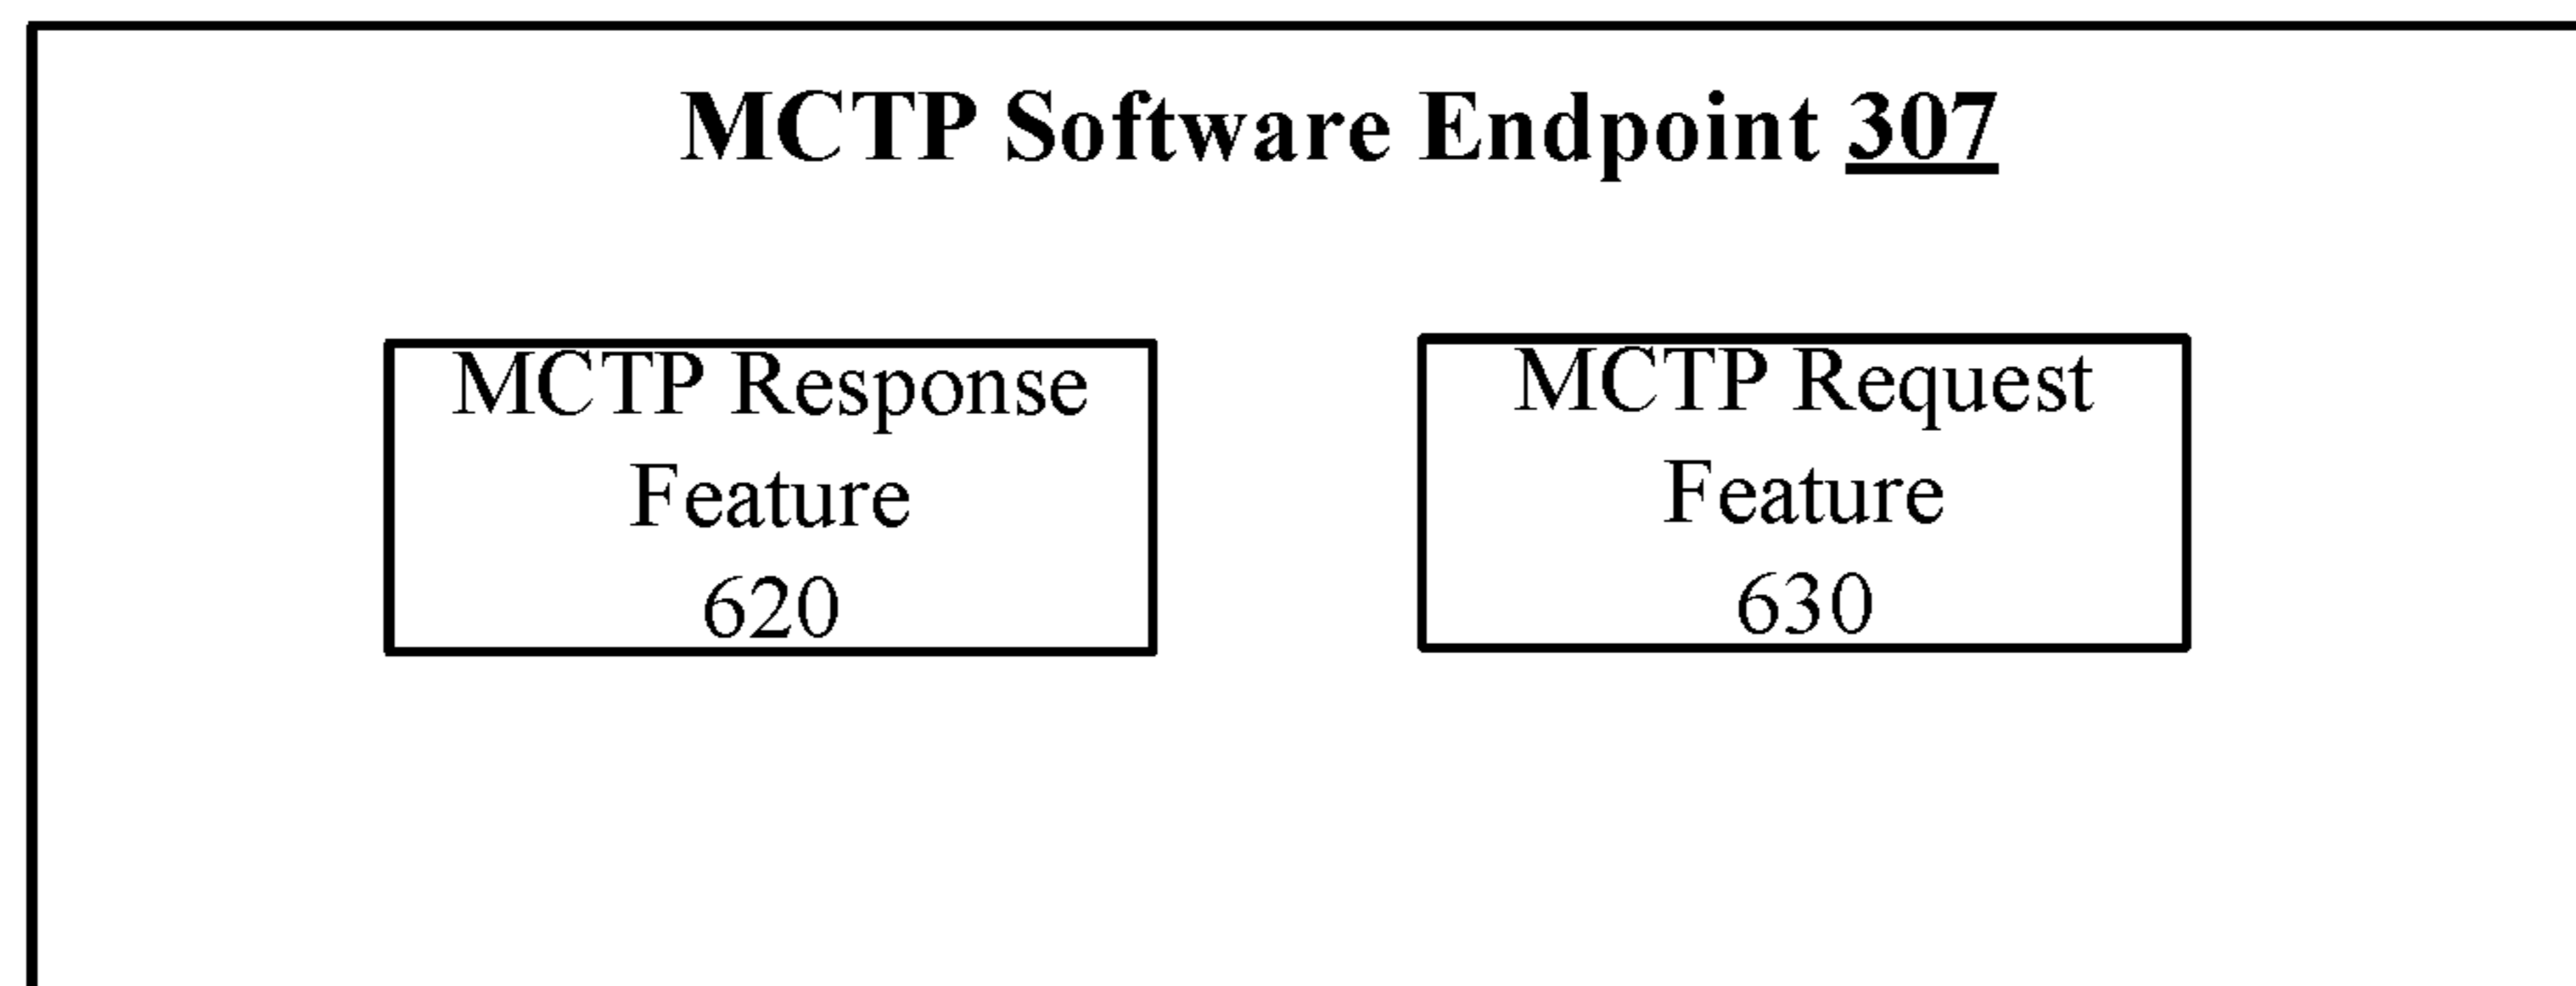 MCTP Software Endpoint 307
MCTP Response
Feature
620
MCTP Request
Feature
630